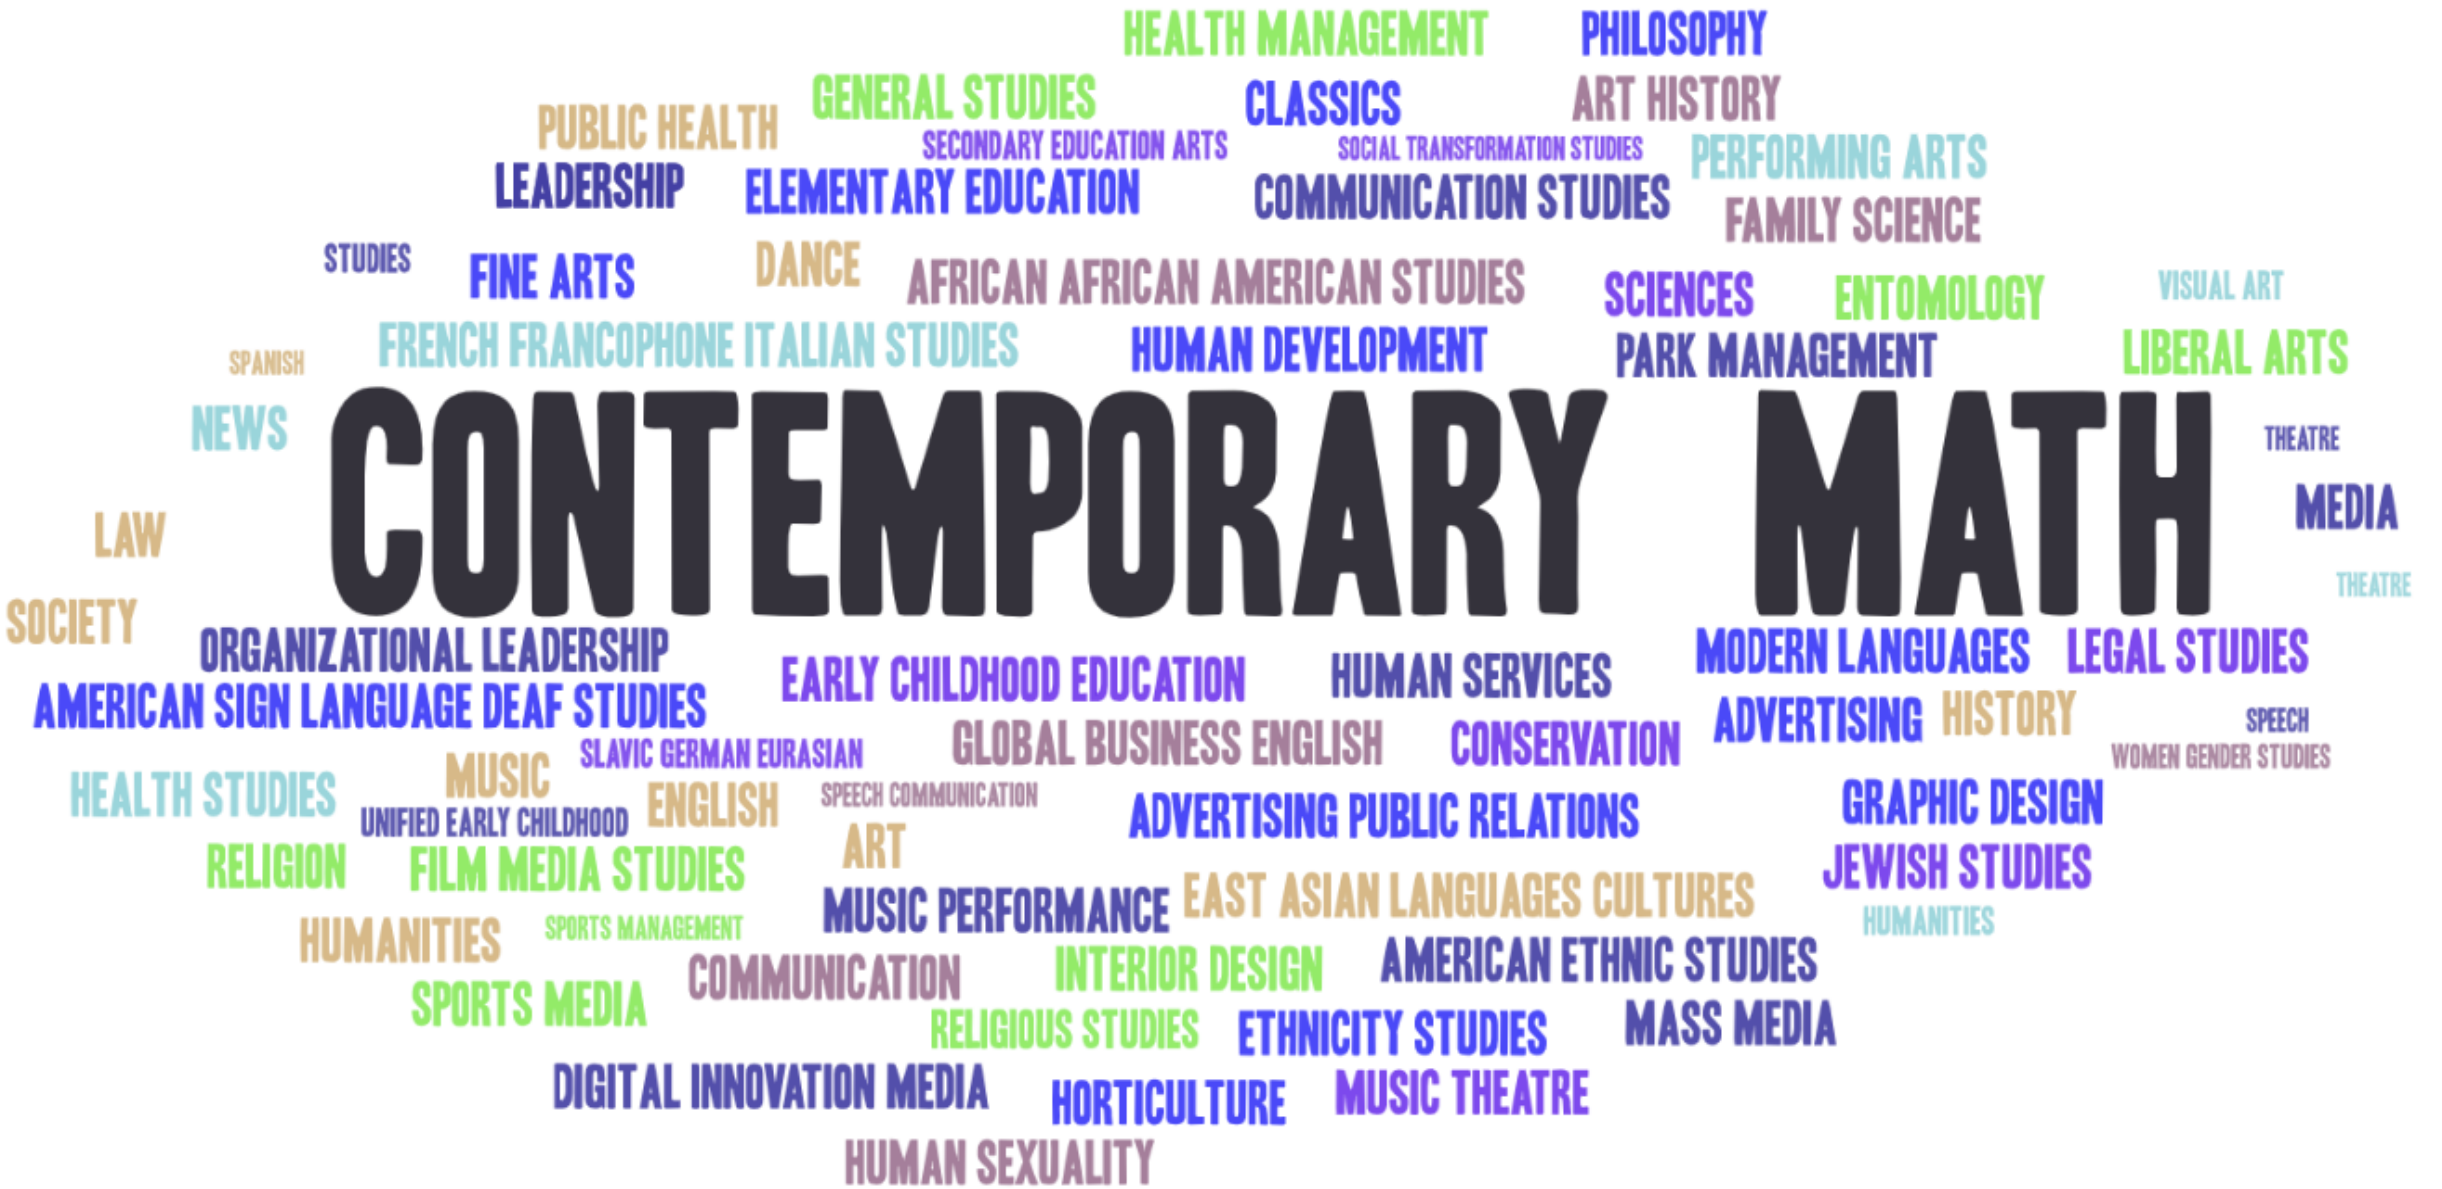 HEALTH MANAGEMENT
PHILOSOPHY
GENERAL STUDIES
CLASSICS
ART HISTORY
PUBLIC HEALTH
SECONDARY EDUCATION ARTS
SOCIAL TRANSFORMATION STUDIES
PERFORMING ARTS
LEADERSHIP
ELEMENTARY EDUCATION
COMMUNICATION STUDIES
FAMILY SCIENCE
STUDIES
FINE ARTS
DANCE
AFRICAN AFRICAN AMERICAN STUDIES
SCIENCES
ENTOMOLOGY
VISUAL ART
SPANISH
FRENCH FRANCOPHONE ITALIAN STUDIES
HUMAN DEVELOPMENT
PARK MANAGEMENT
LIBERAL ARTS
NEWS
CONTEMPORARY MATH
THEATRE
LAW
MEDIA
SOCIETY
THEATRE
ORGANIZATIONAL LEADERSHIP
EARLY CHILDHOOD EDUCATION
HUMAN SERVICES
MODERN LANGUAGES
LEGAL STUDIES
AMERICAN SIGN LANGUAGE DEAF STUDIES
GLOBAL BUSINESS ENGLISH
CONSERVATION
ADVERTISING
HISTORY
SPEECH
MUSIC
SLAVIC GERMAN EURASIAN
WOMEN GENDER STUDIES
HEALTH STUDIES
UNIFIED EARLY CHILDHOOD
ENGLISH
SPEECH COMMUNICATION
ADVERTISING PUBLIC RELATIONS
GRAPHIC DESIGN
RELIGION
FILM MEDIA STUDIES
ART
JEWISH STUDIES
MUSIC PERFORMANCE
EAST ASIAN LANGUAGES CULTURES
HUMANITIES
HUMANITIES
SPORTS MANAGEMENT
COMMUNICATION
INTERIOR DESIGN
AMERICAN ETHNIC STUDIES
SPORTS MEDIA
RELIGIOUS STUDIES
ETHNICITY STUDIES
MASS MEDIA
DIGITAL INNOVATION MEDIA
HORTICULTURE
MUSIC THEATRE
HUMAN SEXUALITY